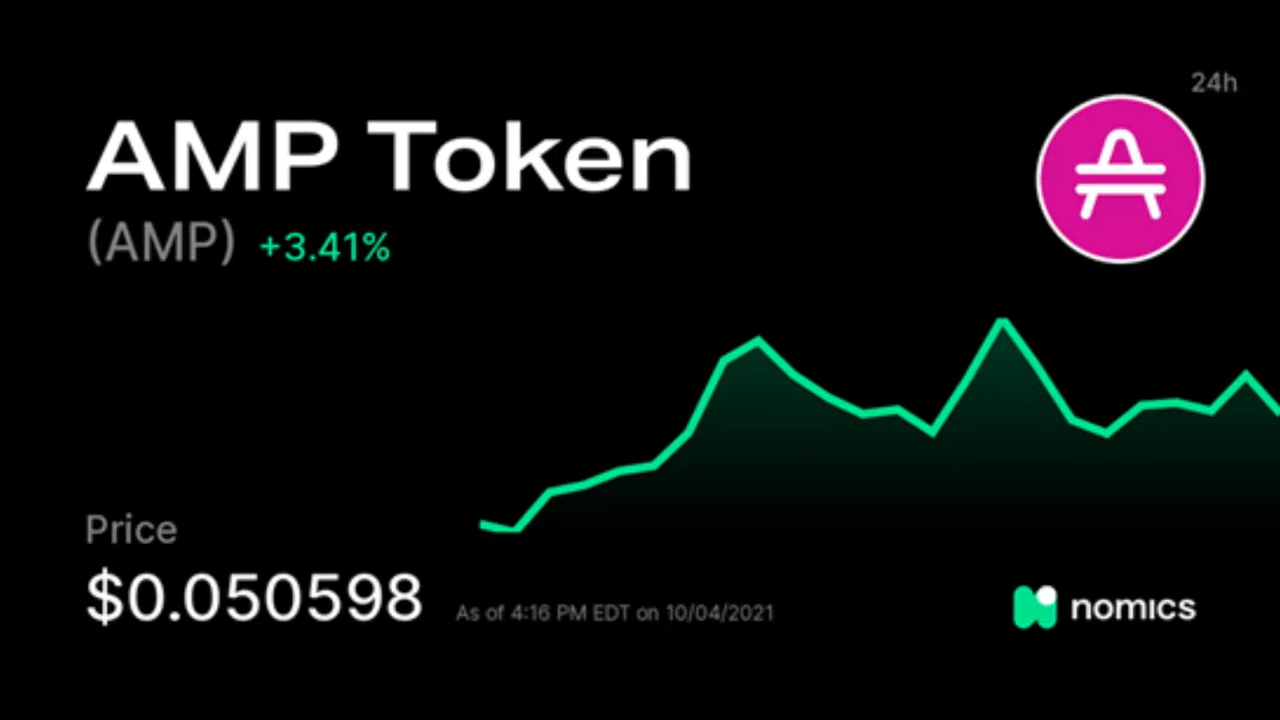 24h
AMP Token
(AMP) +3.41%
Price
$0.050598 As of 4:16 PM EDT on 10/04/2021
nomics